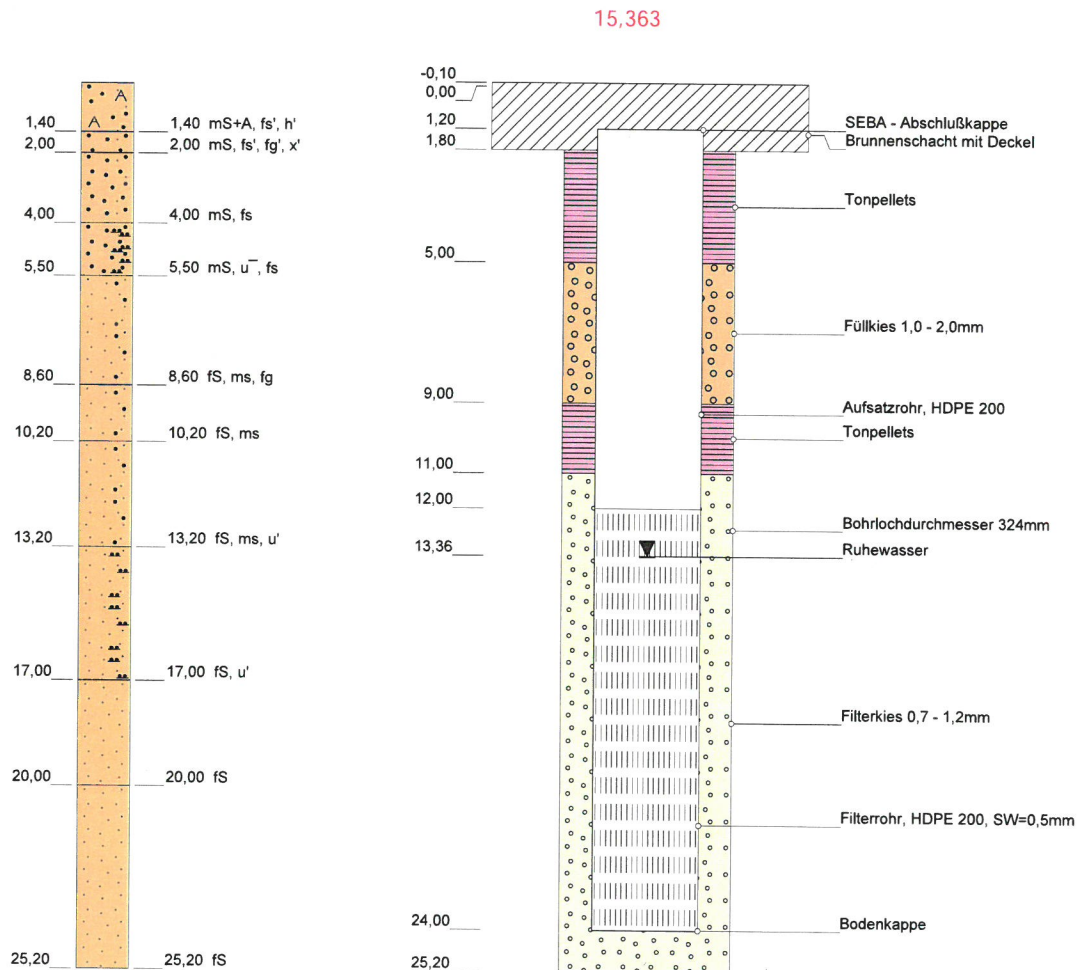 15,363
-0,10
0,00
1,40 1,40 mS+A, fs', h'
1,20
SEBA - Abschlußkappe
2,00 2,00 mS, fs', fg', x'
1,80
Brunnenschacht mit Deckel
A
A
4,00 4,00 mS, fs
Tonpellets
5,00
5,50 5,50 mS, u¯, fs
Füllkies 1,0 - 2,0mm
8,60 8,60 fS, ms, fg
9,00
Aufsatzrohr, HDPE 200
10,20 10,20 fS, ms
Tonpellets
11,00
12,00
Bohrlochdurchmesser 324mm
13,20 13,20 fS, ms, u'
13,36
Ruhewasser
17,00 17,00 fS, u'
Filterkies 0,7 - 1,2mm
20,00 20,00 fS
Filterrohr, HDPE 200, SW=0,5mm
24,00
Bodenkappe
25,20 25,20 fS
25,20